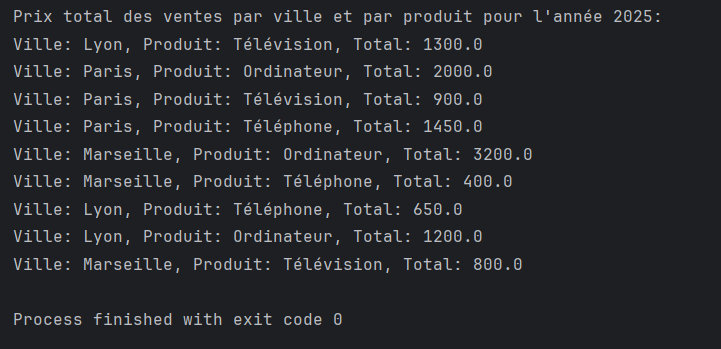 Prix total des ventes par ville et par produit pour l'année 2025:
Ville: Lyon, Produit: Télévision, Total: 1300.0
Ville: Paris, Produit: Ordinateur, Total: 2000.0
Ville: Paris, Produit: Télévision, Total: 900.0
Ville: Paris, Produit: Téléphone, Total: 1450.0
Ville: Marseille, Produit: Ordinateur, Total: 3200.0
Ville: Marseille, Produit: Téléphone, Total: 400.0
Ville: Lyon, Produit: Téléphone, Total: 650.0
Ville: Lyon, Produit: Ordinateur, Total: 1200.0
Ville: Marseille, Produit: Télévision, Total: 800.0
Process finished with exit code 0